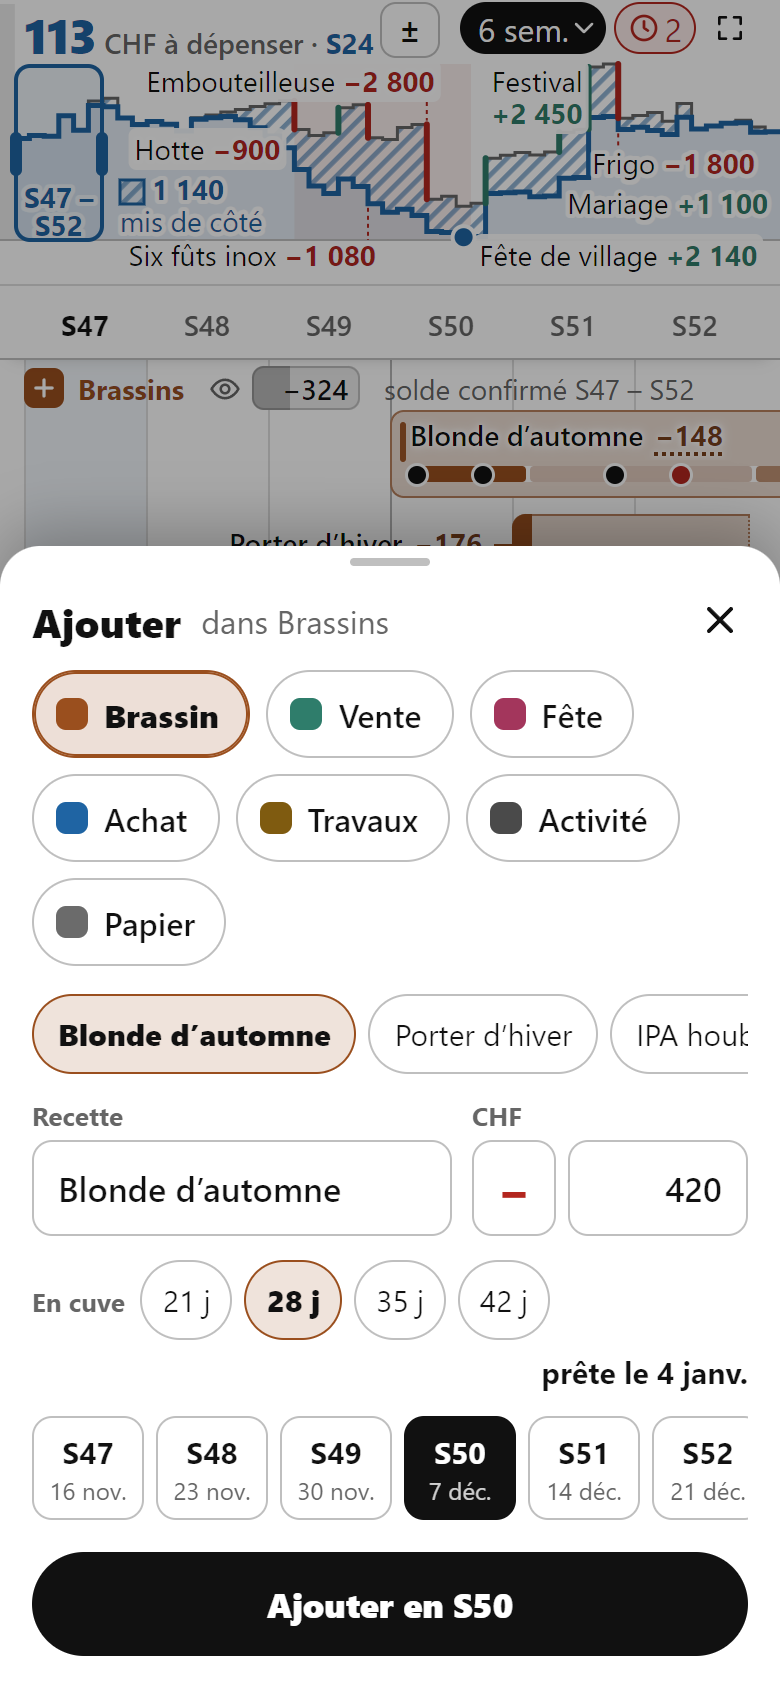 113 CHF à dépenser · S24 ± 6 sem. 2
Embouteilleuse −2 800
Festival
+2 450
Hotte −900
Frigo −1 800
S47 –
S52
1 140
mis de côté
Mariage +1 100
Six fûts inox −1 080
Fête de village +2 140
S47 S48 S49 S50 S51 S52
Brassins −324 solde confirmé S47 – S52
Blonde d’automne −148
Porter d’hiver −176
Ajouter dans Brassins
Brassin Vente Fête
Achat Travaux Activité
Papier
Blonde d’automne Porter d’hiver IPA houb
Recette CHF
Blonde d’automne − 420
En cuve 21 j 28 j 35 j 42 j
prête le 4 janv.
S47 S48 S49 S50 S51 S52
16 nov. 23 nov. 30 nov. 7 déc. 14 déc. 21 déc.
Ajouter en S50